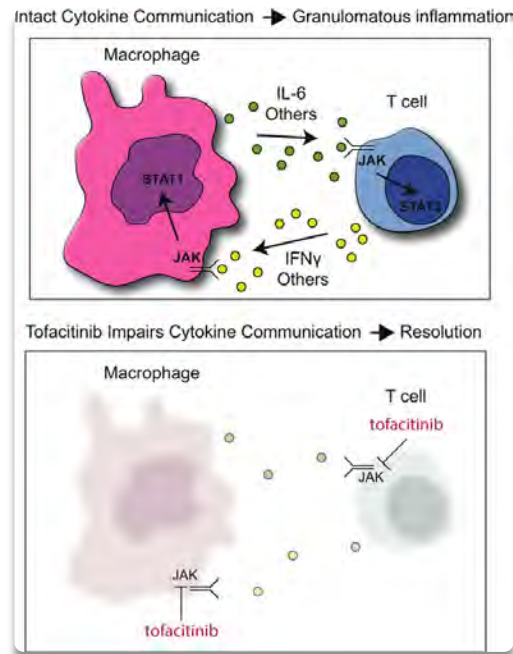 Intact Cytokine Communication → Granulomatous inflammation
Macrophage
IL-6
Others
T cell
JAK
STAT3
STAT1
JAK
IFNγ
Others
Tofacitinib Impairs Cytokine Communication → Resolution
Macrophage
T cell
tofacitinib
JAK
JAK
tofacitinib